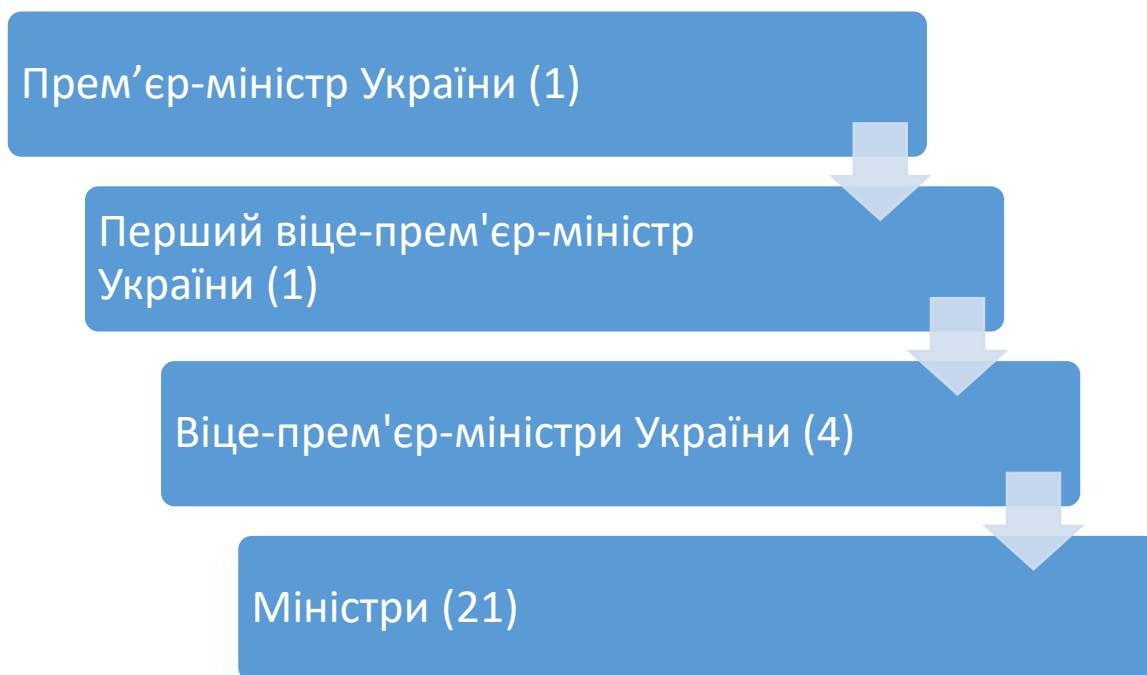 Прем’єр-міністр України (1)
Перший віце-прем'єр-міністр
України (1)
Віце-прем'єр-міністри України (4)
Міністри (21)